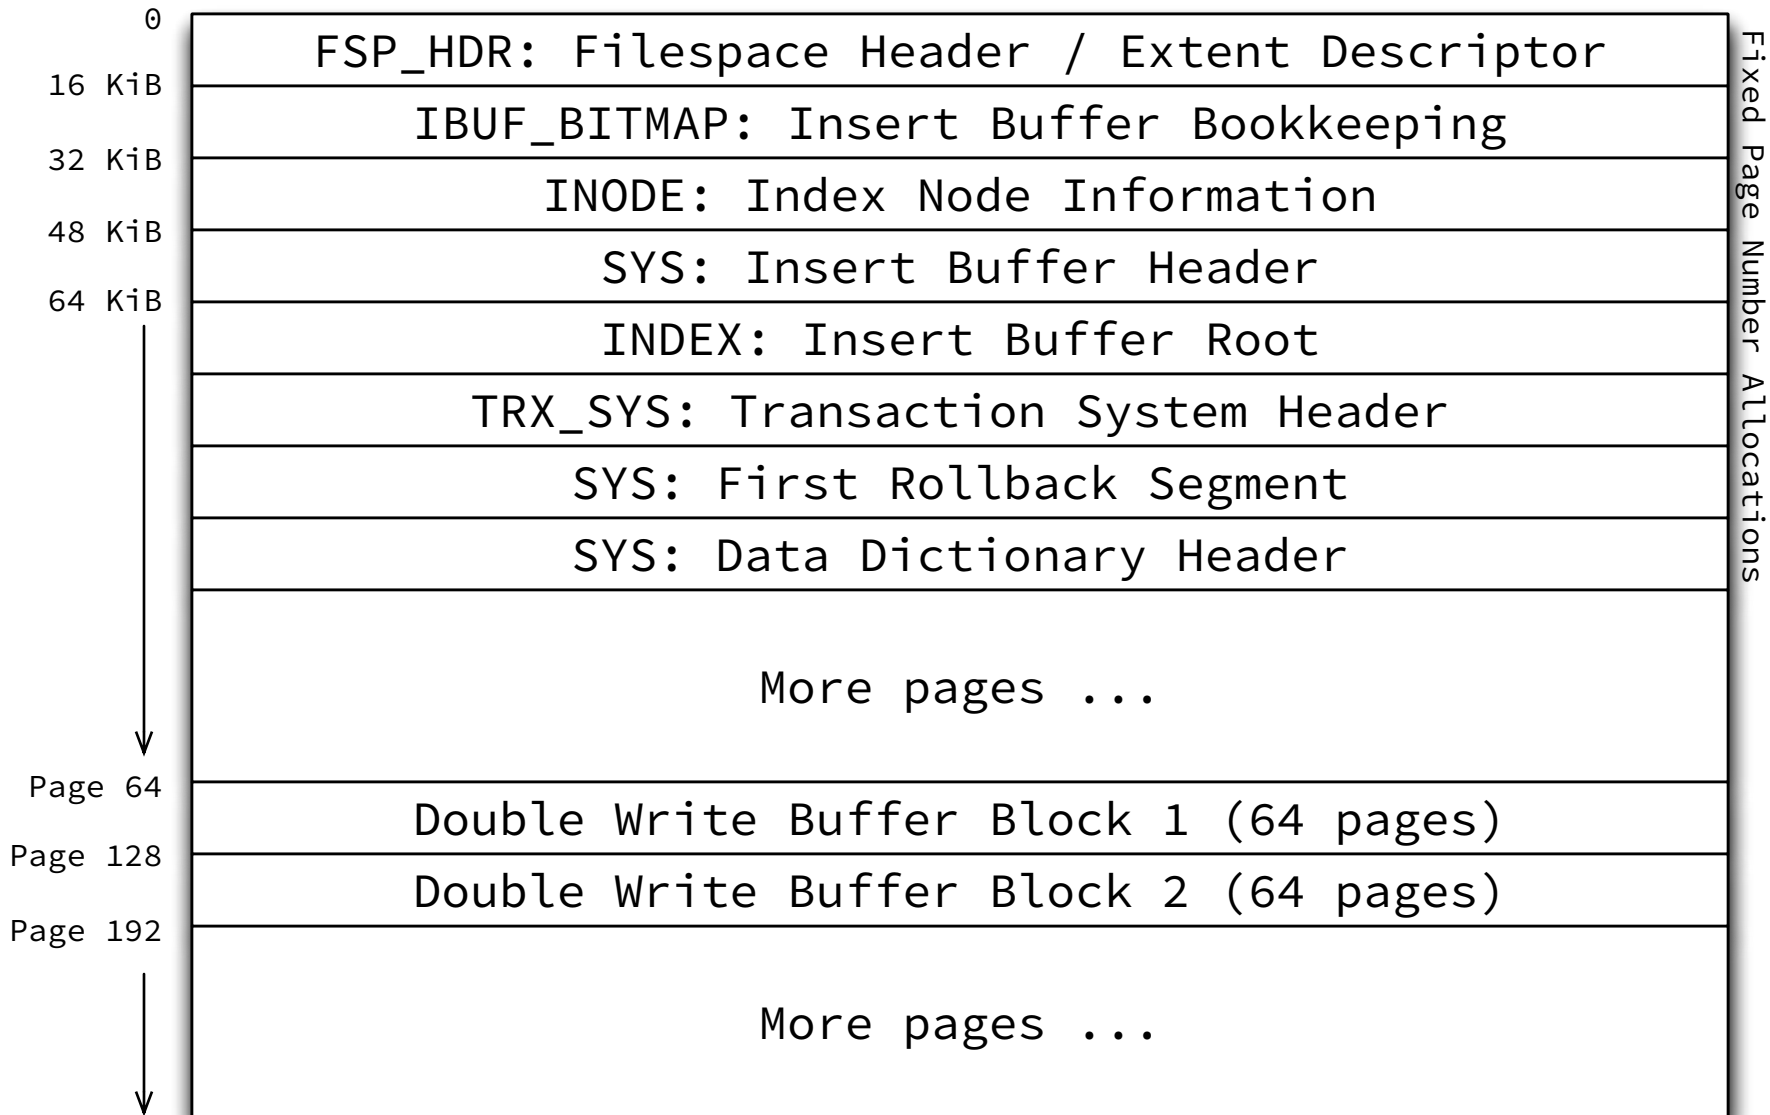 0
FSP_HDR: Filespace Header / Extent Descriptor
16 KiB
IBUF_BITMAP: Insert Buffer Bookkeeping
32 KiB
INODE: Index Node Information
48 KiB
SYS: Insert Buffer Header
64 KiB
INDEX: Insert Buffer Root
TRX_SYS: Transaction System Header
SYS: First Rollback Segment
SYS: Data Dictionary Header
More pages ...
Page 64
Double Write Buffer Block 1 (64 pages)
Page 128
Double Write Buffer Block 2 (64 pages)
Page 192
More pages ...
Fixed Page Number Allocations